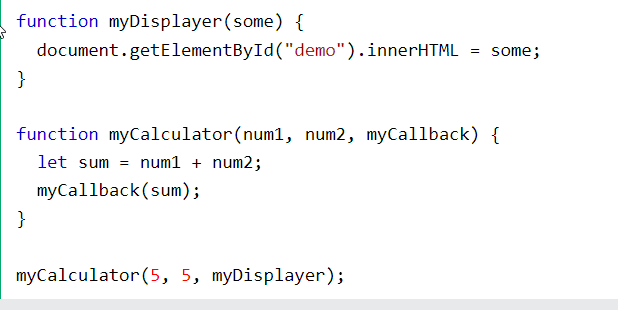 function myDisplayer(some) {
  document.getElementById("demo").innerHTML = some;
}

function myCalculator(num1, num2, myCallback) {
  let sum = num1 + num2;
  myCallback(sum);
}

myCalculator(5, 5, myDisplayer);